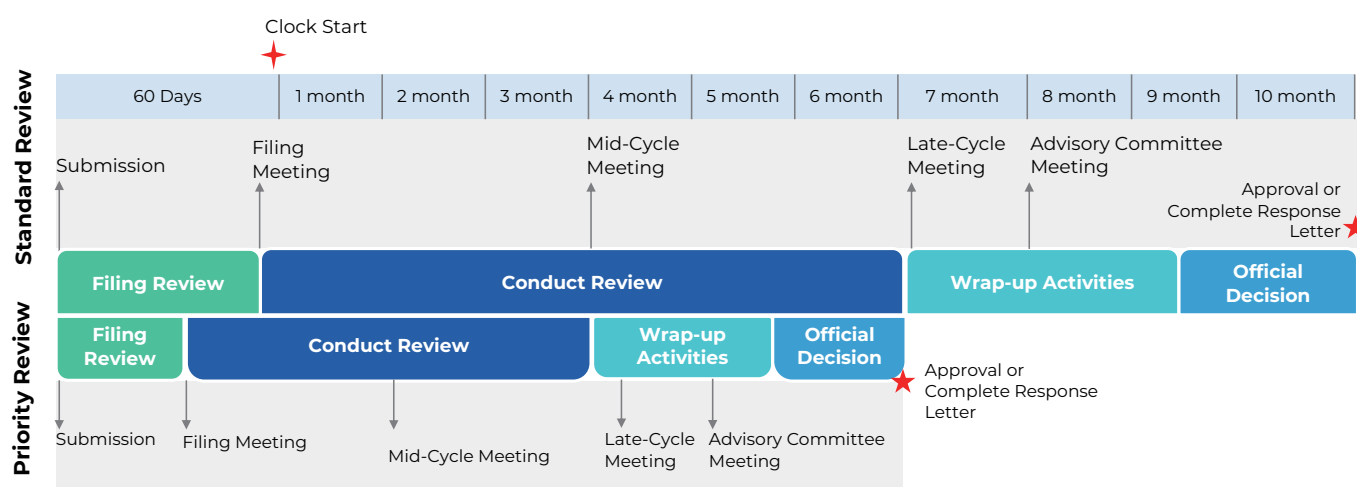 Clock Start
60 Days
1 month
2 month
3 month
4 month
5 month
6 month
7 month
8 month
9 month
10 month
Standard Review
Submission
Filing
Meeting
Mid-Cycle
Meeting
Late-Cycle
Meeting
Advisory Committee
Meeting
Approval or
Complete Response
Letter
Filing Review
Conduct Review
Wrap-up Activities
Official
Decision
Priority Review
Filing
Review
Conduct Review
Wrap-up
Activities
Official
Decision
Approval or
Complete Response
Letter
Submission
Filing Meeting
Mid-Cycle Meeting
Late-Cycle
Meeting
Advisory Committee
Meeting